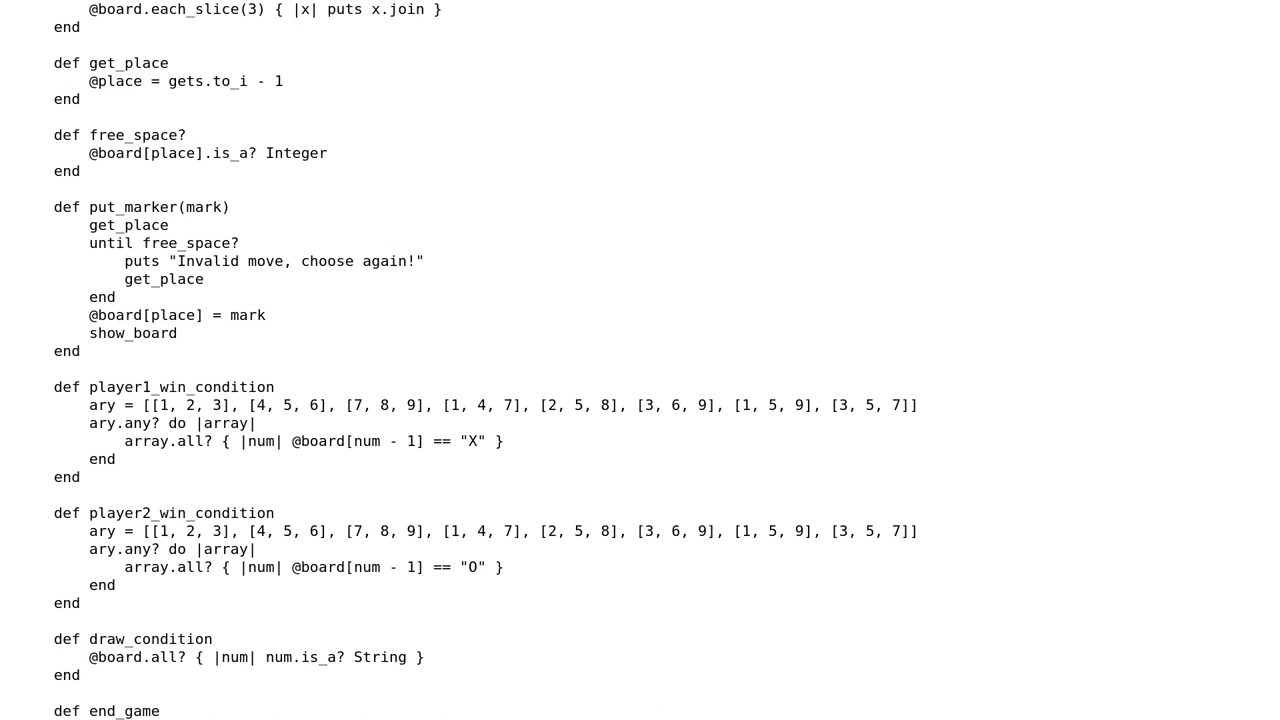 @board.each_slice(3) { |x| puts x.join }
end
def get_place
@place = gets.to_i - 1
end
def free_space?
@board[place].is_a? Integer
end
def put_marker(mark)
get_place
until free_space?
puts "Invalid move, choose again!"
get_place
end
@board[place] = mark
show_board
end
def player1_win_condition
ary = [[1, 2, 3], [4, 5, 6], [7, 8, 9], [1, 4, 7], [2, 5, 8], [3, 6, 9], [1, 5, 9], [3, 5, 7]]
ary.any? do |array|
array.all? { |num| @board[num - 1] == "X" }
end
end
def player2_win_condition
ary = [[1, 2, 3], [4, 5, 6], [7, 8, 9], [1, 4, 7], [2, 5, 8], [3, 6, 9], [1, 5, 9], [3, 5, 7]]
ary.any? do |array|
array.all? { |num| @board[num - 1] == "O" }
end
end
def draw_condition
@board.all? { |num| num.is_a? String }
end
def end_game